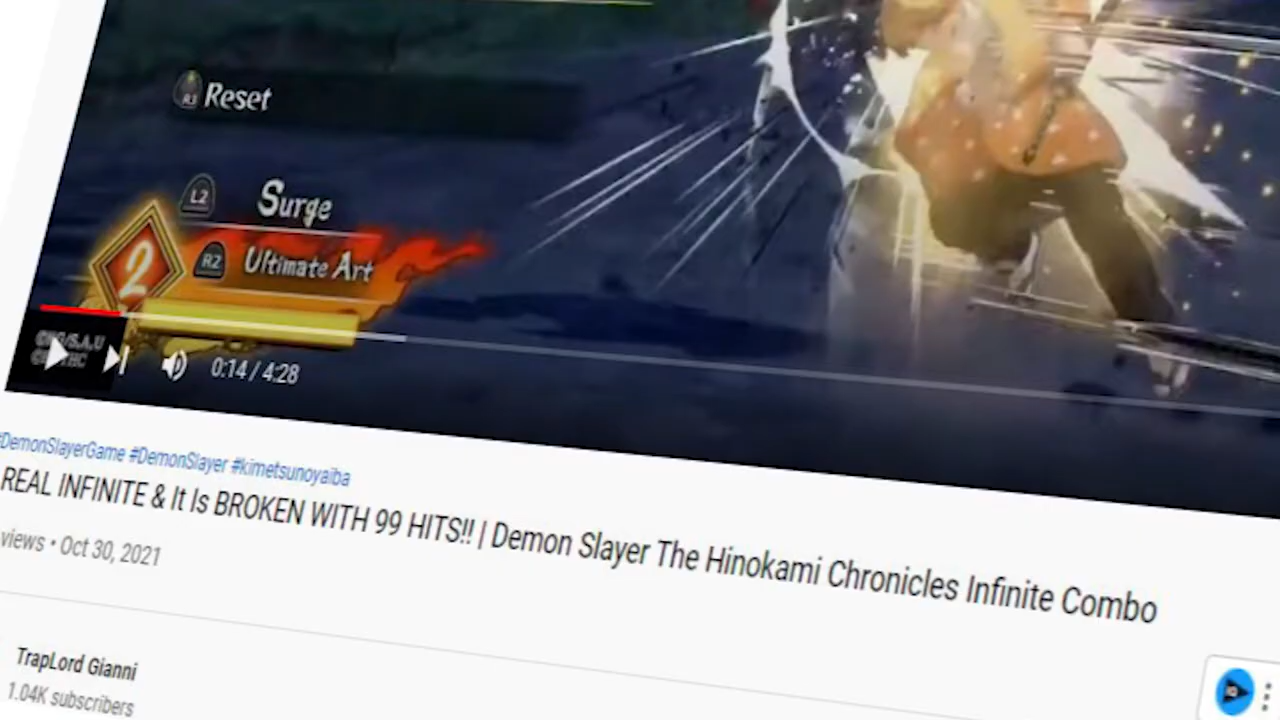 R3 Reset
L2 Surge
2
R2 Ultimate Art
0:14 / 4:28
#DemonSlayerGame #DemonSlayer #kimetsunoyaiba
REAL INFINITE & It Is BROKEN WITH 99 HITS!! | Demon Slayer The Hinokami Chronicles Infinite Combo
views • Oct 30, 2021
TrapLord Gianni
1.04K subscribers